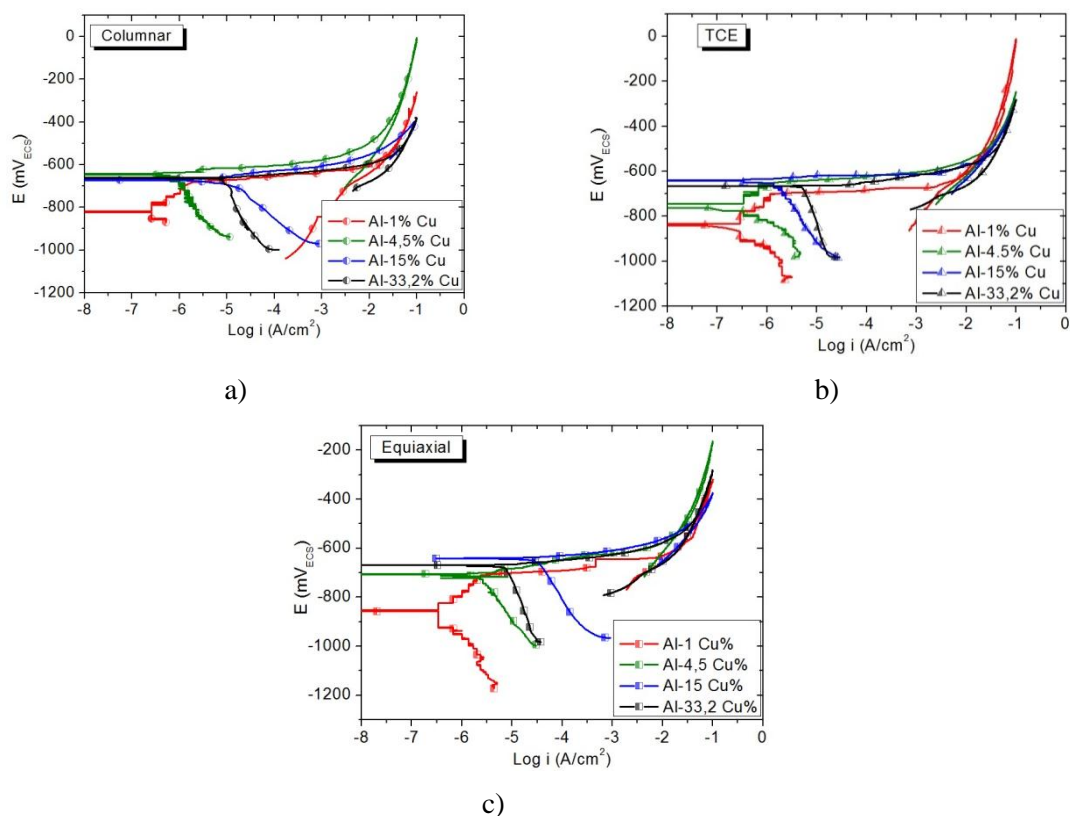 Columnar
0
-200
-400
-600
-800
-1000
-1200
E (mV_ECS)
-8 -7 -6 -5 -4 -3 -2 -1 0
Log i (A/cm²)
Al-1% Cu
Al-4,5% Cu
Al-15% Cu
Al-33,2% Cu
a)
TCE
0
-200
-400
-600
-800
-1000
-1200
E (mV_ECS)
-8 -7 -6 -5 -4 -3 -2 -1 0
Log i (A/cm²)
Al-1% Cu
Al-4.5% Cu
Al-15% Cu
Al-33,2% Cu
b)
Equiaxial
-200
-400
-600
-800
-1000
-1200
E (mV_ECS)
-8 -7 -6 -5 -4 -3 -2 -1 0
Log i (A/cm²)
Al-1 Cu%
Al-4,5 Cu%
Al-15 Cu%
Al-33,2 Cu%
c)